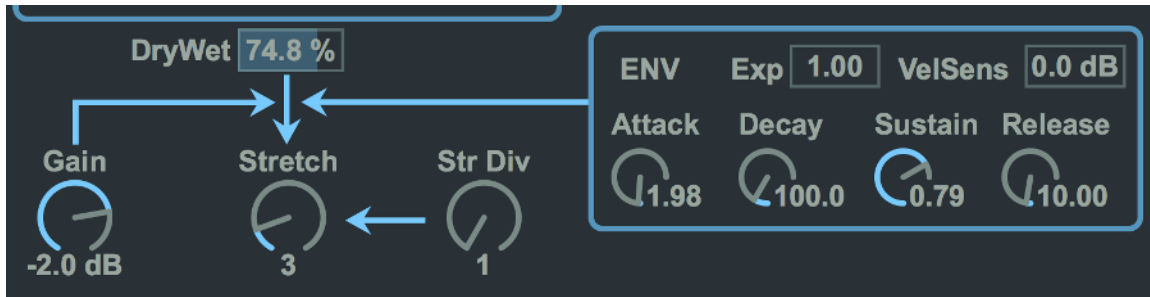 DryWet 74.8 %
ENV Exp 1.00 VelSens 0.0 dB
Attack Decay Sustain Release
1.98 100.0 0.79 10.00
Gain Stretch Str Div
-2.0 dB 3 1